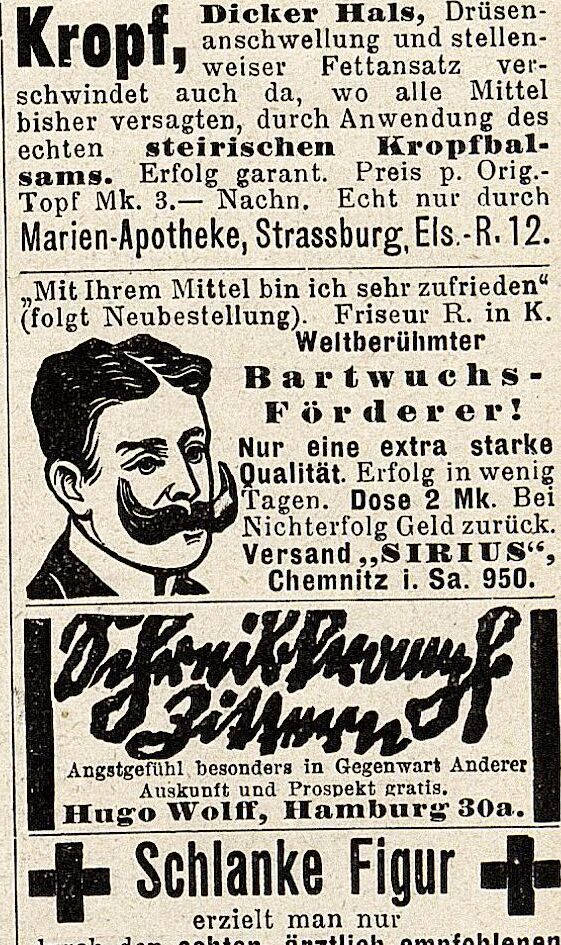 Kropf, Dicker Hals, Drüsen-
anschwellung und stellen-
weiser Fettansatz ver-
schwindet auch da, wo alle Mittel
bisher versagten, durch Anwendung des
echten steirischen Kropfbal-
sams. Erfolg garant. Preis p. Orig.-
Topf Mk. 3.— Nachn. Echt nur durch
Marien-Apotheke, Strassburg, Els.-R. 12.
„Mit Ihrem Mittel bin ich sehr zufrieden“
(folgt Neubestellung). Friseur R. in K.
Weltberühmter
Bartwuchs-
Förderer!
Nur eine extra starke
Qualität. Erfolg in wenig
Tagen. Dose 2 Mk. Bei
Nichterfolg Geld zurück.
Versand „SIRIUS“,
Chemnitz i. Sa. 950.
Schreibkrampf
Zittern
Angstgefühl besonders in Gegenwart Anderer
Auskunft und Prospekt gratis.
Hugo Wolff, Hamburg 30a.
Schlanke Figur
erzielt man nur
durch den echten, ärztlich empfohlenen